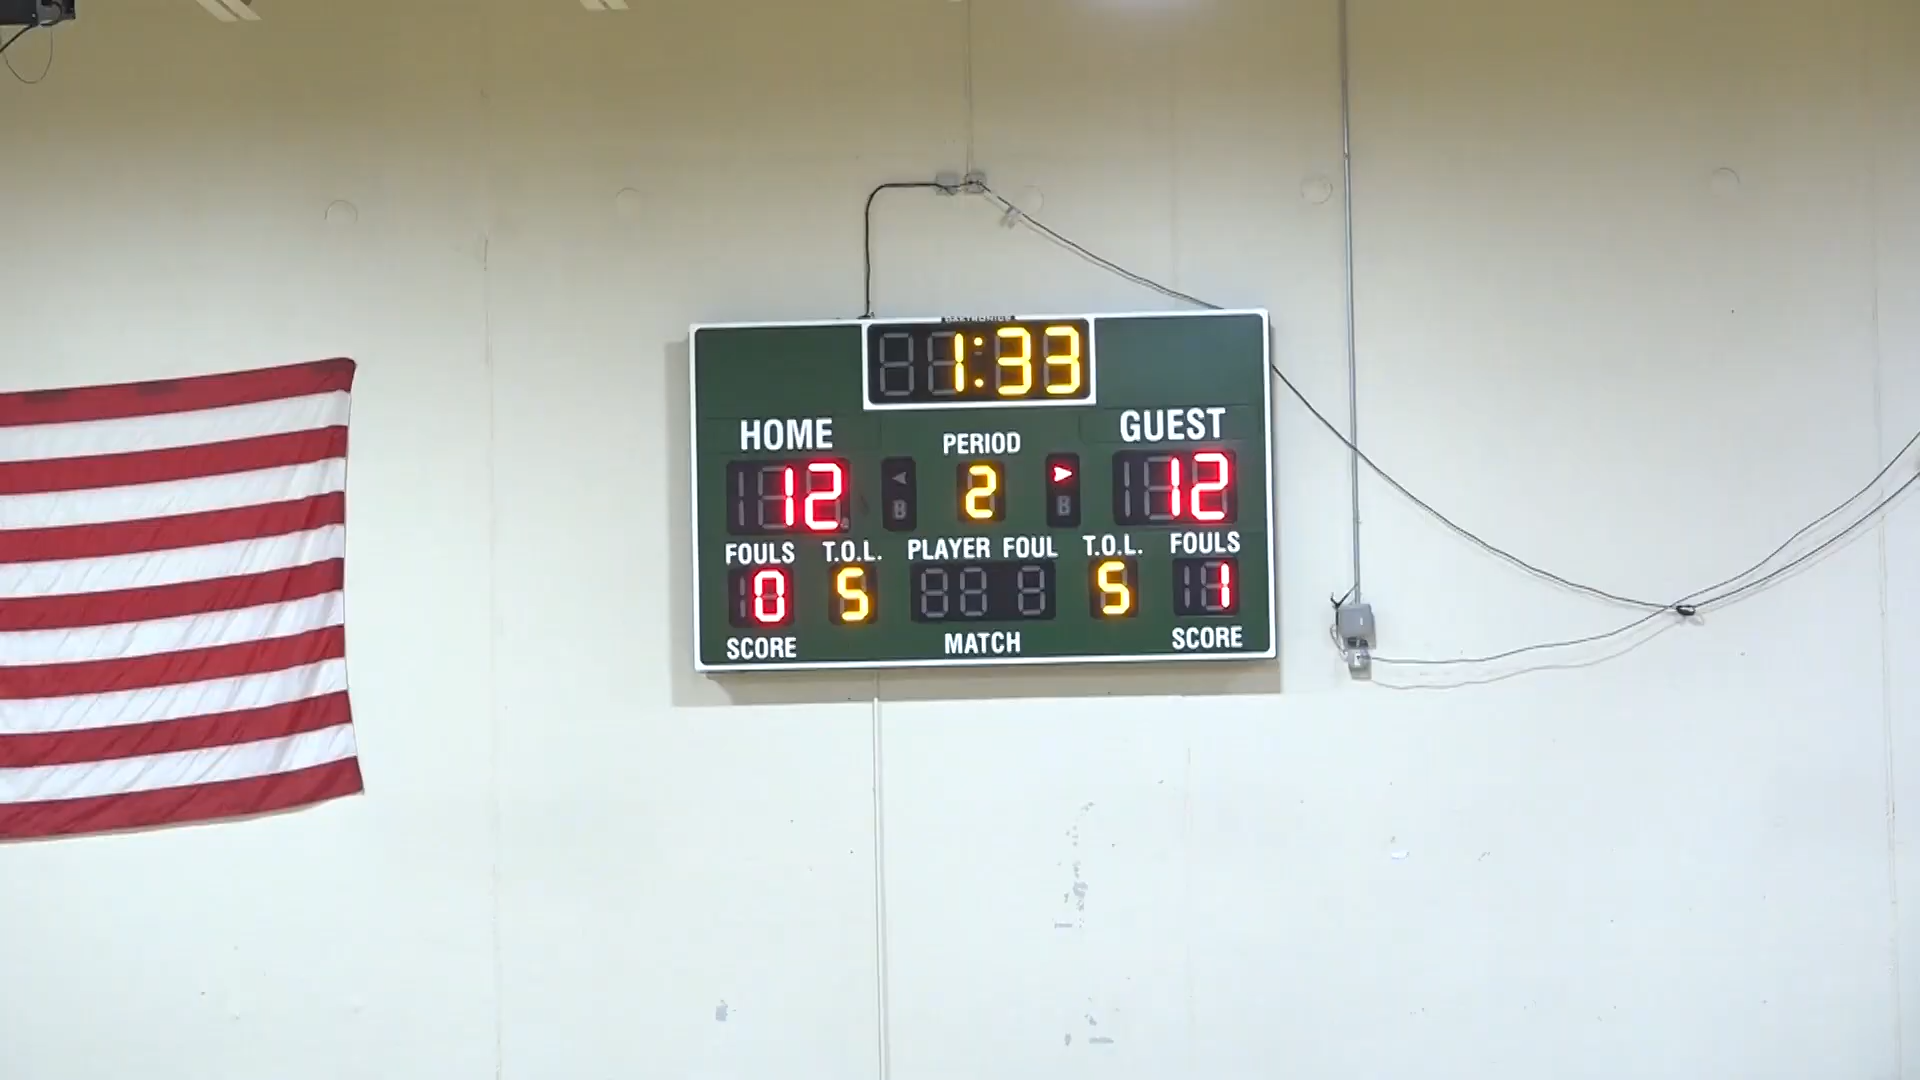 DAKTRONICS
1:33
HOME PERIOD GUEST
12 2 12
B B
FOULS T.O.L. PLAYER FOUL T.O.L. FOULS
0 5 5 1
SCORE MATCH SCORE